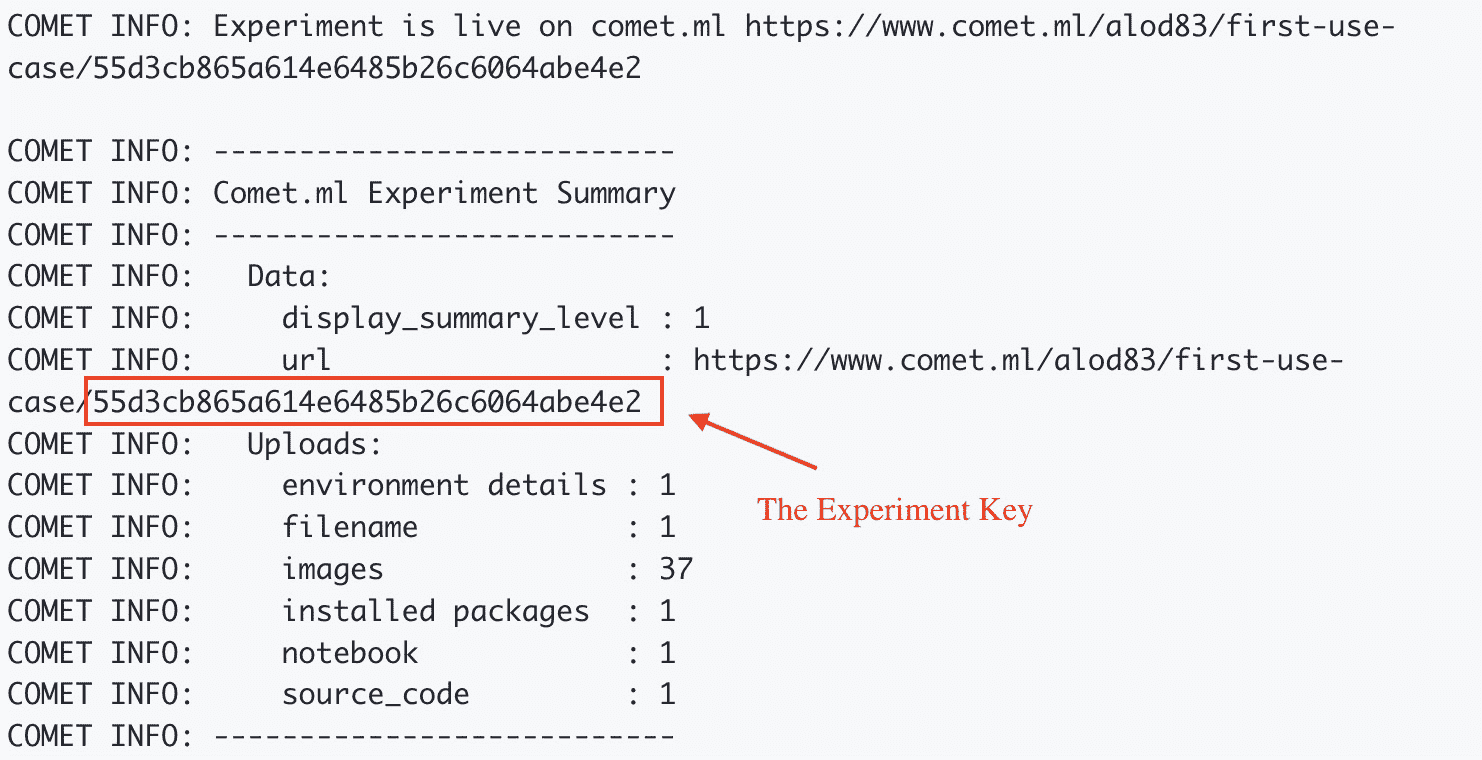 COMET INFO: Experiment is live on comet.ml https://www.comet.ml/alod83/first-use-
case/55d3cb865a614e6485b26c6064abe4e2
COMET INFO: ---------------------------
COMET INFO: Comet.ml Experiment Summary
COMET INFO: ---------------------------
COMET INFO:   Data:
COMET INFO:     display_summary_level : 1
COMET INFO:     url                   : https://www.comet.ml/alod83/first-use-
case/55d3cb865a614e6485b26c6064abe4e2
COMET INFO:   Uploads:
COMET INFO:     environment details : 1
The Experiment Key
COMET INFO:     filename            : 1
COMET INFO:     images              : 37
COMET INFO:     installed packages  : 1
COMET INFO:     notebook            : 1
COMET INFO:     source_code         : 1
COMET INFO: ---------------------------